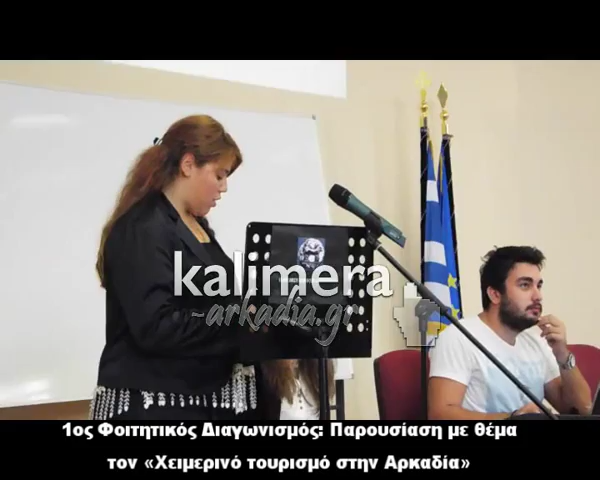 kalimera
-arkadia.gr
1ος Φοιτητικός Διαγωνισμός: Παρουσίαση με θέμα
τον «Χειμερινό τουρισμό στην Αρκαδία»